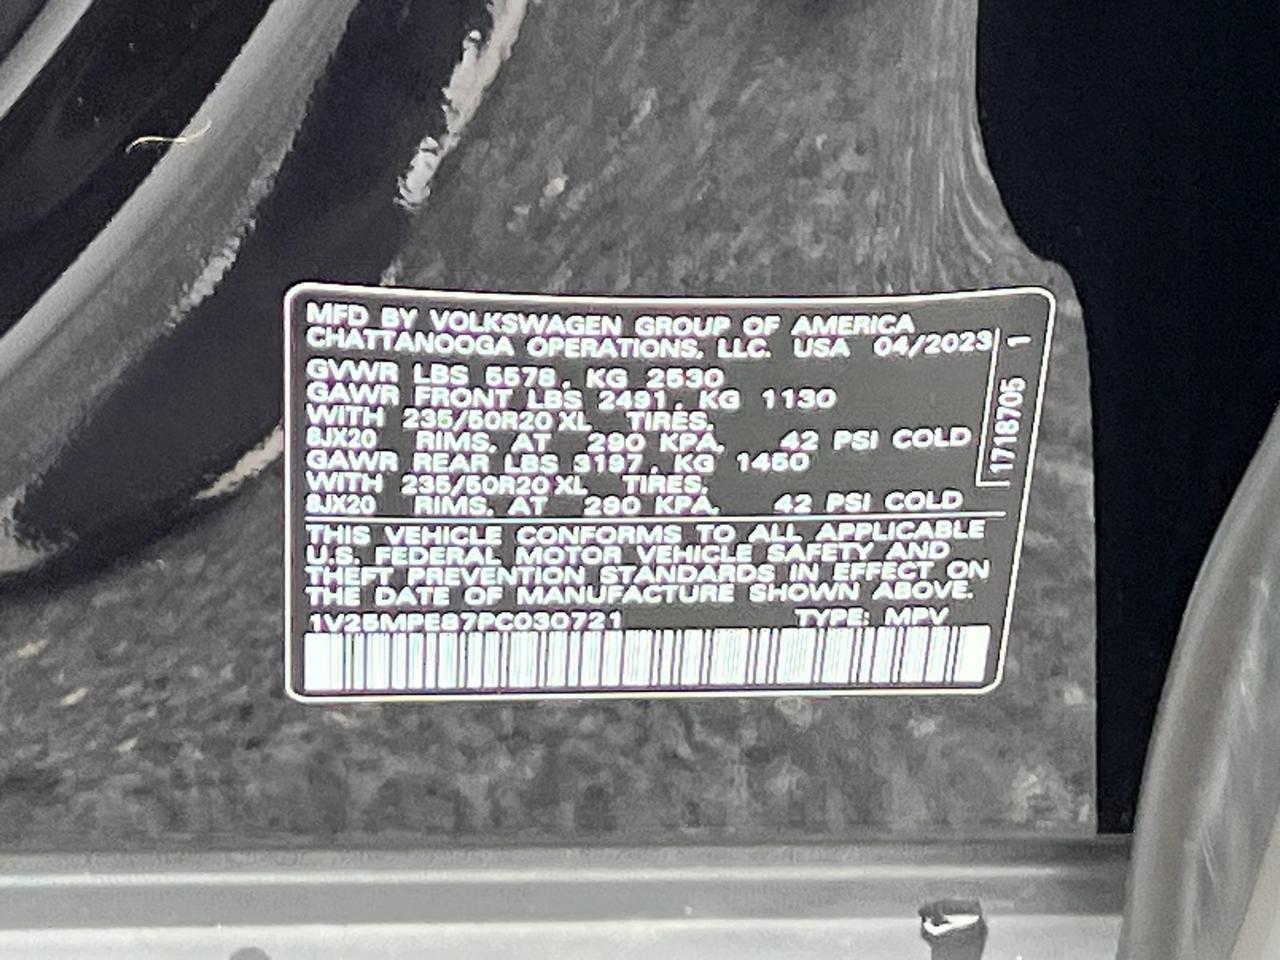 MFD BY VOLKSWAGEN GROUP OF AMERICA
CHATTANOOGA OPERATIONS, LLC. USA 04/2023
GVWR LBS 5578, KG 2530
GAWR FRONT LBS 2491, KG 1130
WITH 235/50R20 XL TIRES,
8JX20 RIMS, AT 290 KPA, 42 PSI COLD
GAWR REAR LBS 3197, KG 1450
WITH 235/50R20 XL TIRES,
8JX20 RIMS, AT 290 KPA, 42 PSI COLD
1718705 1
THIS VEHICLE CONFORMS TO ALL APPLICABLE
U.S. FEDERAL MOTOR VEHICLE SAFETY AND
THEFT PREVENTION STANDARDS IN EFFECT ON
THE DATE OF MANUFACTURE SHOWN ABOVE.
1V25MPE87PC030721 TYPE: MPV